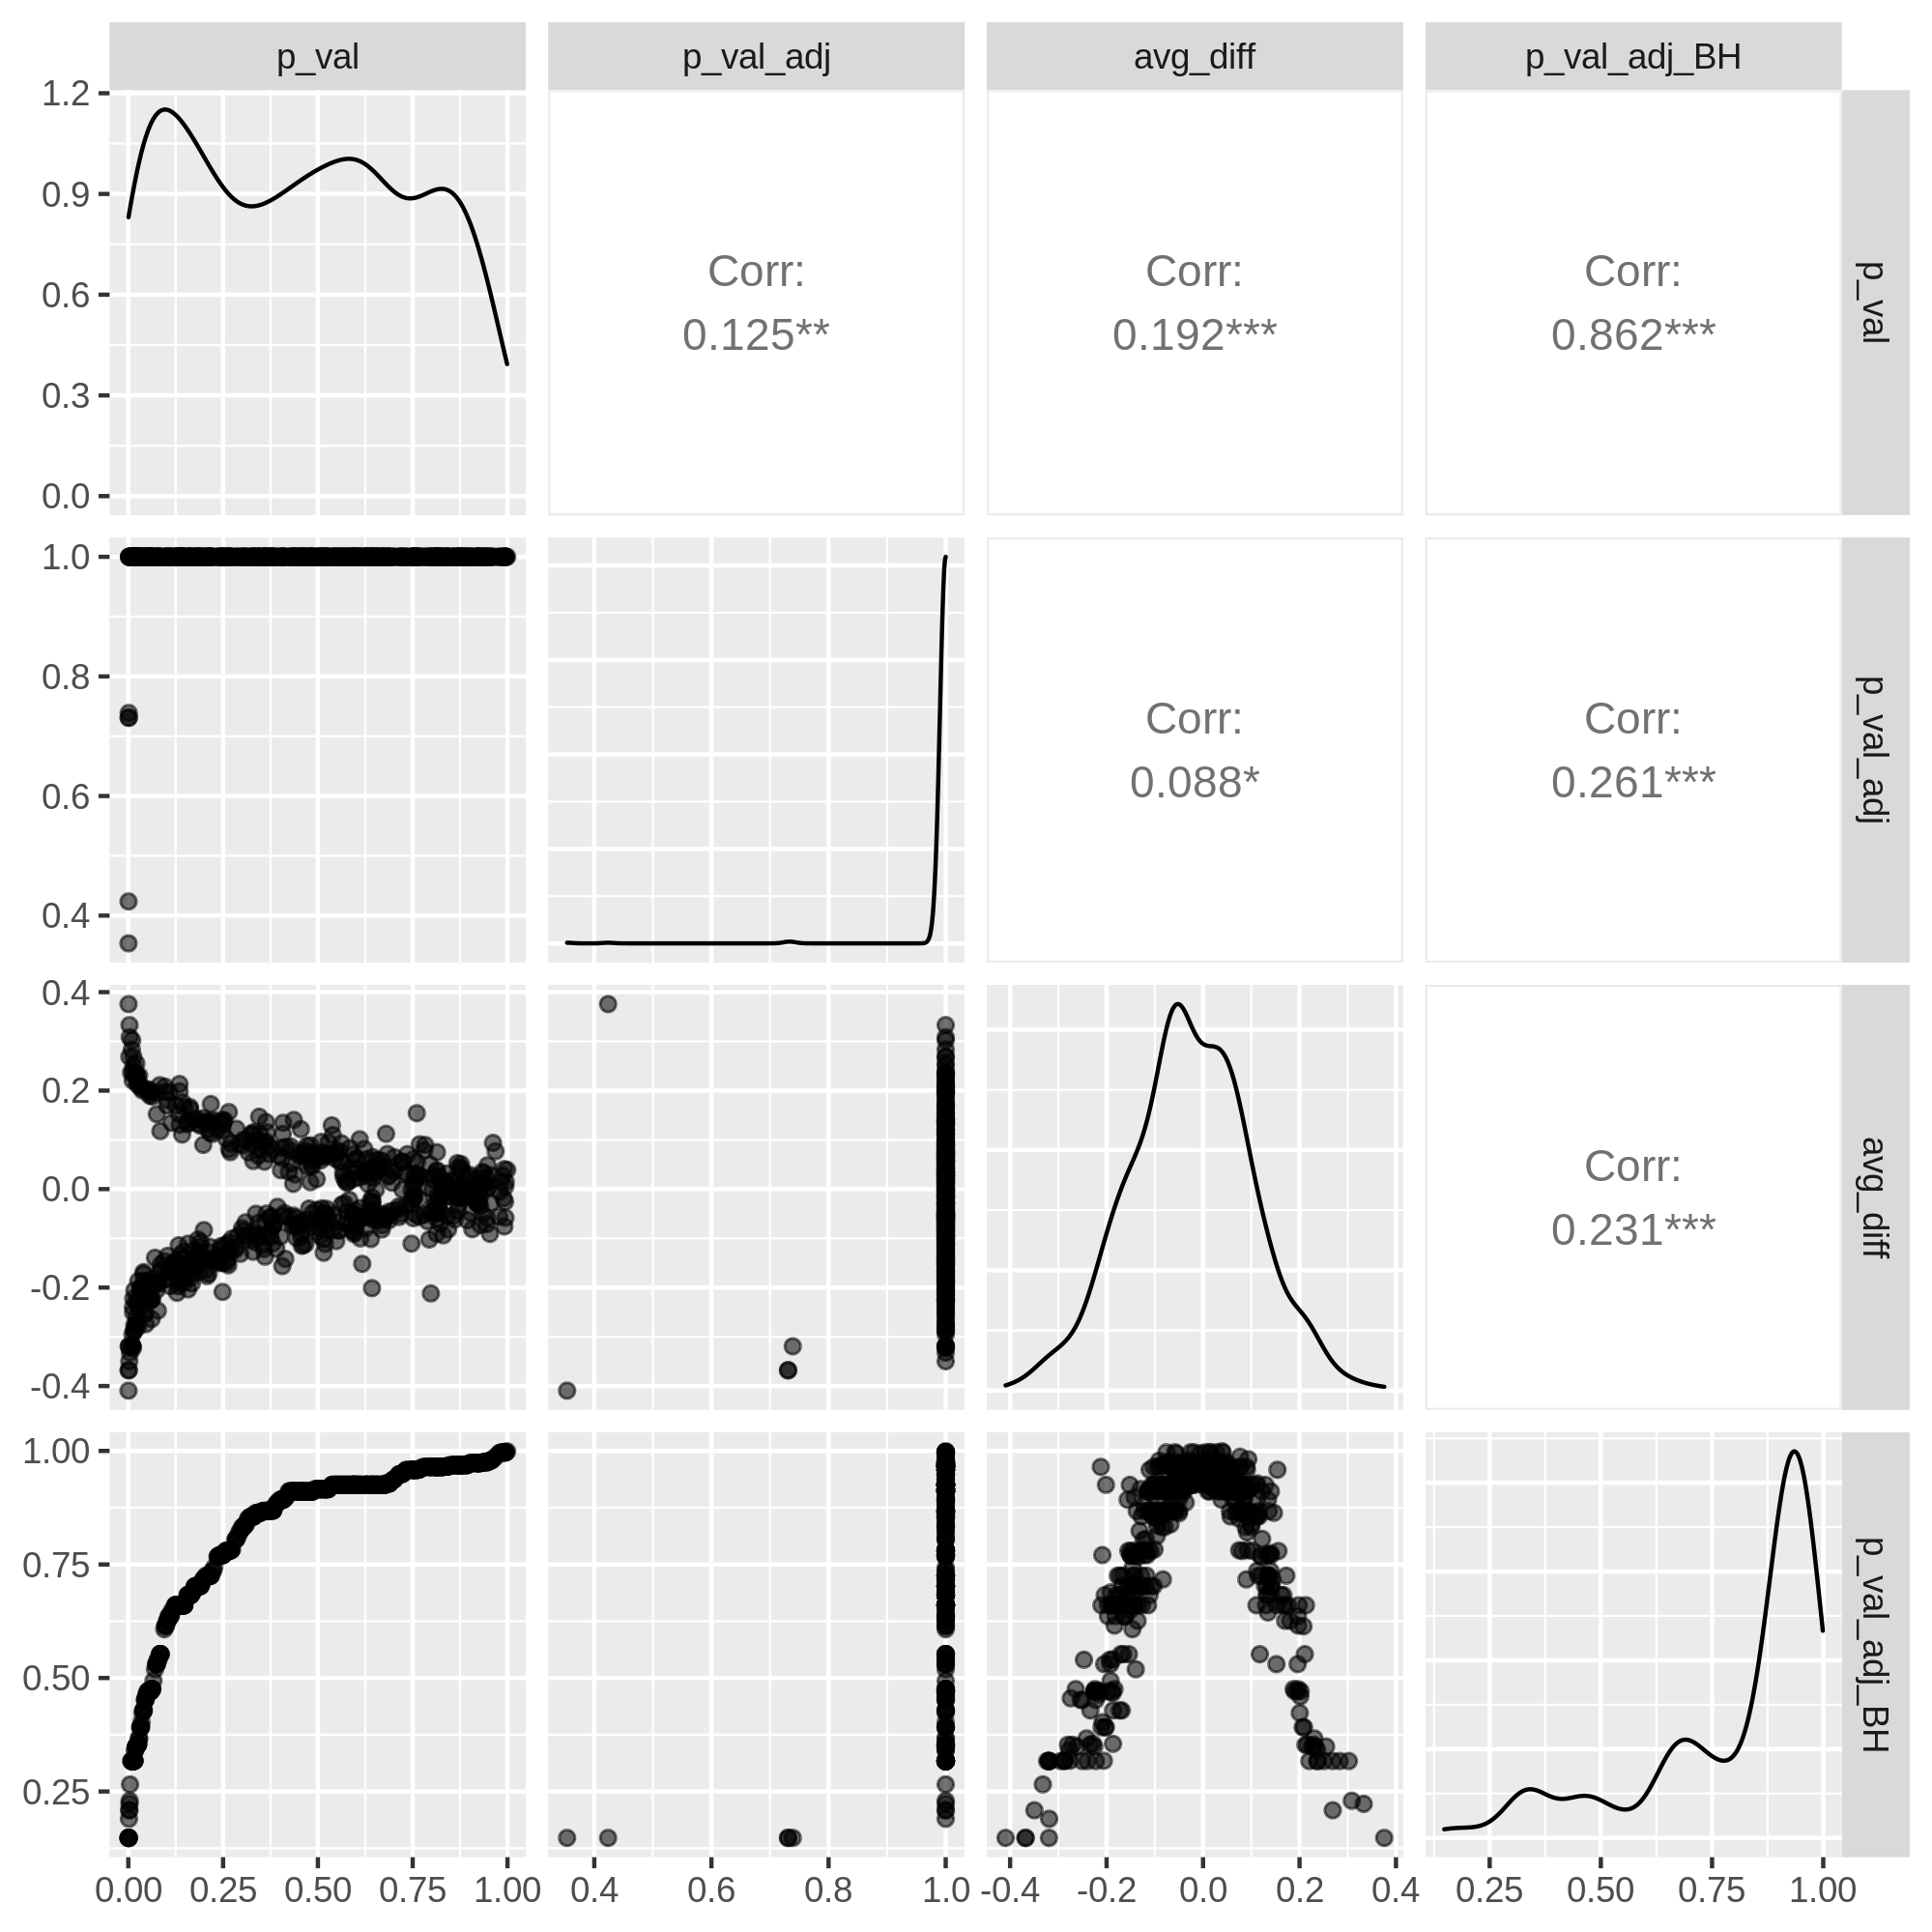 p_val
p_val_adj
avg_diff
p_val_adj_BH
1.2
0.9
0.6
0.3
0.0
Corr:
0.125**
Corr:
0.192***
Corr:
0.862***
p_val
1.0
0.8
0.6
0.4
Corr:
0.088*
Corr:
0.261***
p_val_adj
0.4
0.2
0.0
-0.2
-0.4
Corr:
0.231***
avg_diff
1.00
0.75
0.50
0.25
p_val_adj_BH
0.00 0.25 0.50 0.75 1.00
0.4 0.6 0.8 1.0
-0.4 -0.2 0.0 0.2 0.4
0.25 0.50 0.75 1.00